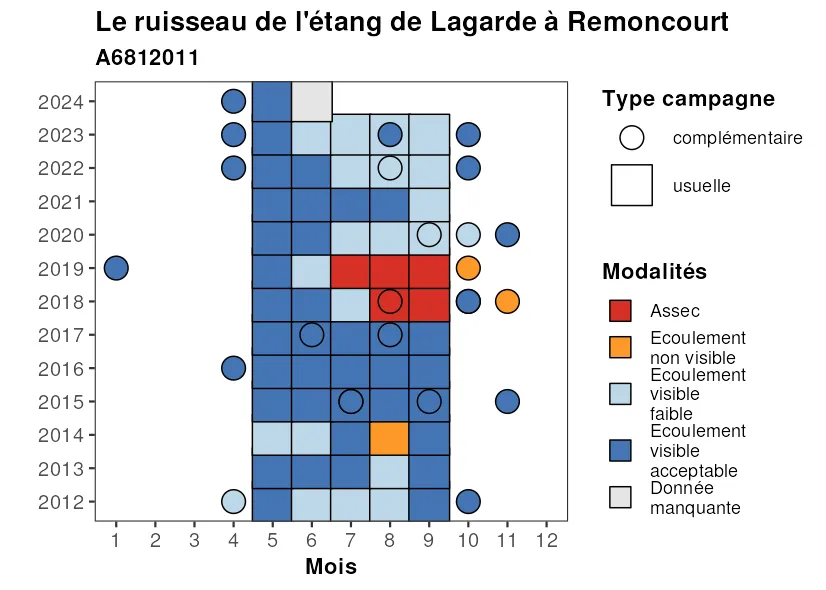 Le ruisseau de l'étang de Lagarde à Remoncourt
A6812011
2024
2023
2022
2021
2020
2019
2018
2017
2016
2015
2014
2013
2012
1 2 3 4 5 6 7 8 9 10 11 12
Mois
Type campagne
complémentaire
usuelle
Modalités
Assec
Ecoulement
non visible
Ecoulement
visible
faible
Ecoulement
visible
acceptable
Donnée
manquante